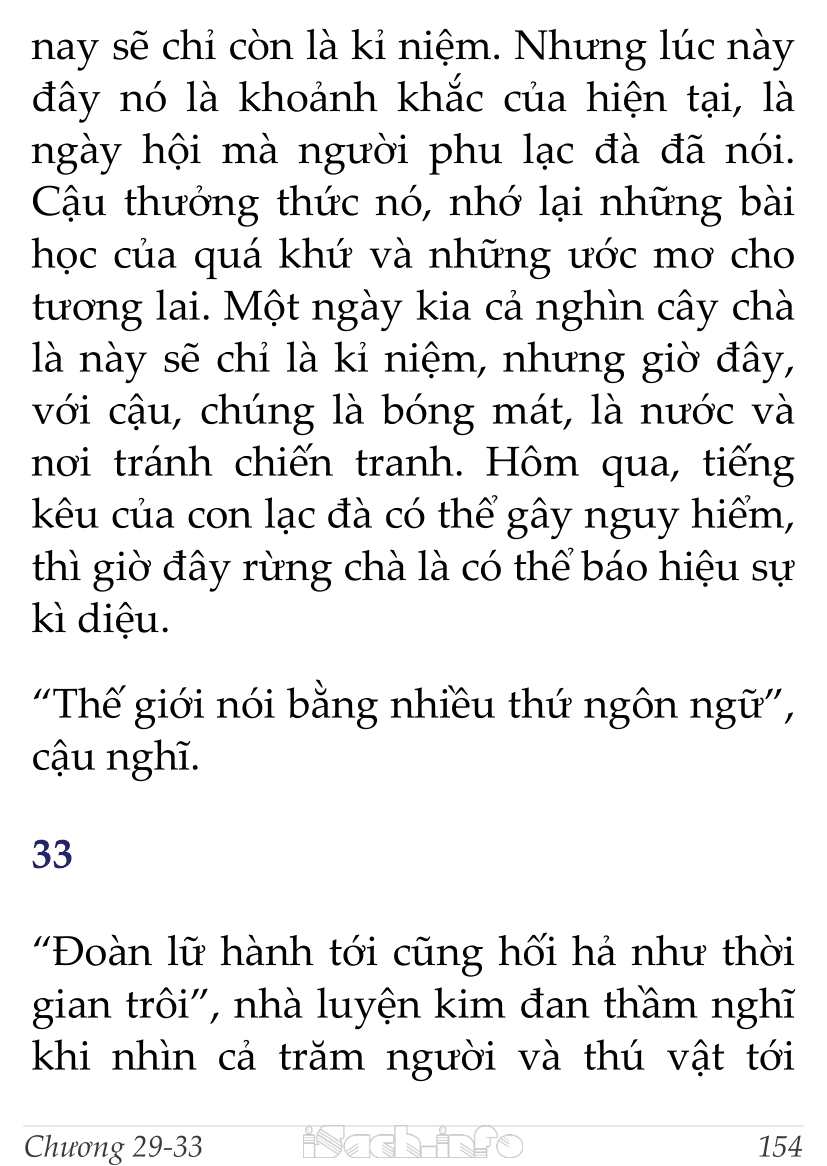 nay sẽ chỉ còn là kỉ niệm. Nhưng lúc này
đây nó là khoảnh khắc của hiện tại, là
ngày hội mà người phu lạc đà đã nói.
Cậu thưởng thức nó, nhớ lại những bài
học của quá khứ và những ước mơ cho
tương lai. Một ngày kia cả nghìn cây chà
là này sẽ chỉ là kỉ niệm, nhưng giờ đây,
với cậu, chúng là bóng mát, là nước và
nơi tránh chiến tranh. Hôm qua, tiếng
kêu của con lạc đà có thể gây nguy hiểm,
thì giờ đây rừng chà là có thể báo hiệu sự
kì diệu.
“Thế giới nói bằng nhiều thứ ngôn ngữ”,
cậu nghĩ.
33
“Đoàn lữ hành tới cũng hối hả như thời
gian trôi”, nhà luyện kim đan thầm nghĩ
khi nhìn cả trăm người và thú vật tới
Chương 29-33 iSach.info 154